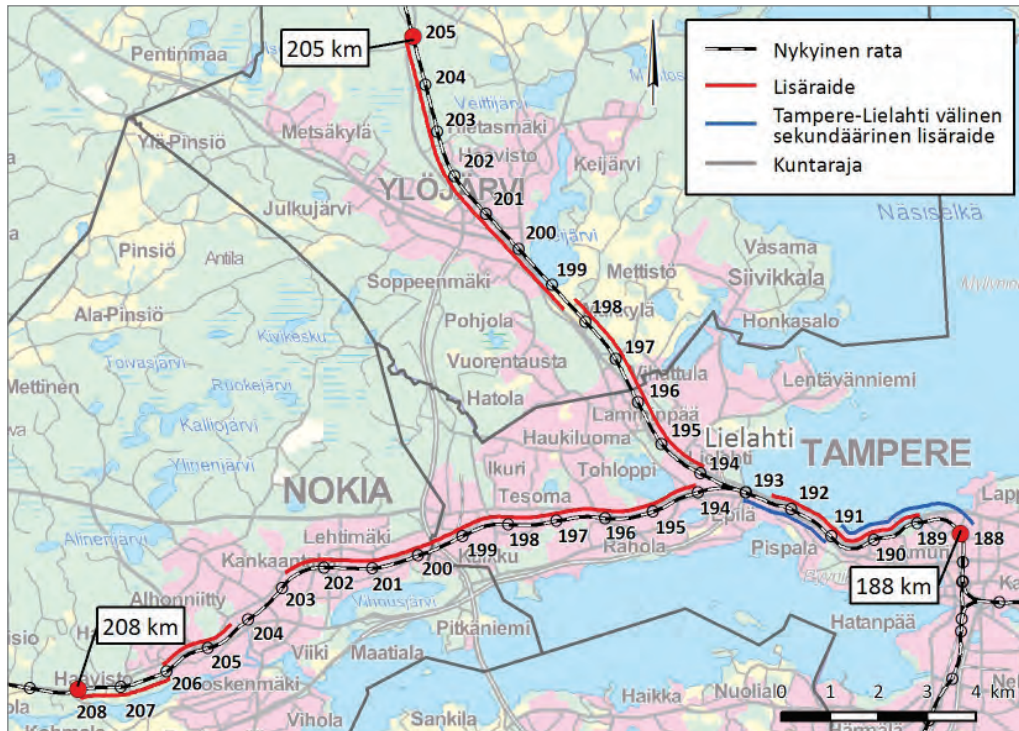 205 km
205
Pentinmaa
204
Veittijärvi
203
Metsäkylä
Haavisto
Ylä-Pinsiö
202
Keijärvi
YLÖJÄRVI
201
Julkujärvi
Näsiselkä
200
Pinsiö
Antila
Vasama
199
Mettistö
Siivikkala
Soppeenmäki
198
Ala-Pinsiö
Pohjola
Honkasalo
Kivikesku
197
Toivasjärvi
Vuorentausta
Mettinen
Ruokejärvi
Lentävänniemi
196
Hatola
Kalliojärvi
Haukiluoma
195
Lielahti
TAMPERE
Ylinenjärvi
Ikuri
Tohloppi
194
NOKIA
Tesoma
193
194
192
Alinenjärvi
Lehtimäki
195
191
198
197
196
Epilä
189
188
199
Rahola
Pispala
190
200
202
201
Alhonniitty
203
188 km
208 km
Hatanpää
204
Pitkäniemi
Viiki
Maatiala
205
Haavisto
206
208
207
Haikka
Vihola
Sankila
0 1 2 3 4 km
Nykyinen rata
Lisäraide
Tampere-Lielahti välinen
sekundäärinen lisäraide
Kuntaraja